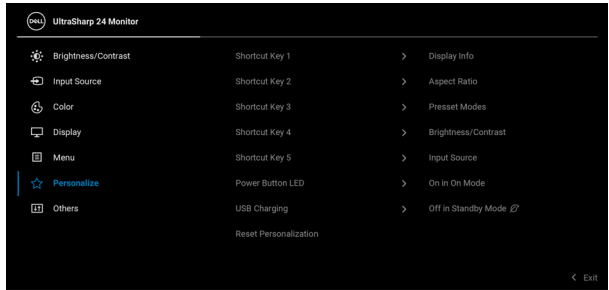 DELL UltraSharp 24 Monitor
Brightness/Contrast Shortcut Key 1 > Display Info
Input Source Shortcut Key 2 > Aspect Ratio
Color Shortcut Key 3 > Presset Modes
Display Shortcut Key 4 > Brightness/Contrast
Menu Shortcut Key 5 > Input Source
Personalize Power Button LED > On in On Mode
Others USB Charging > Off in Standby Mode
Reset Personalization
< Exit